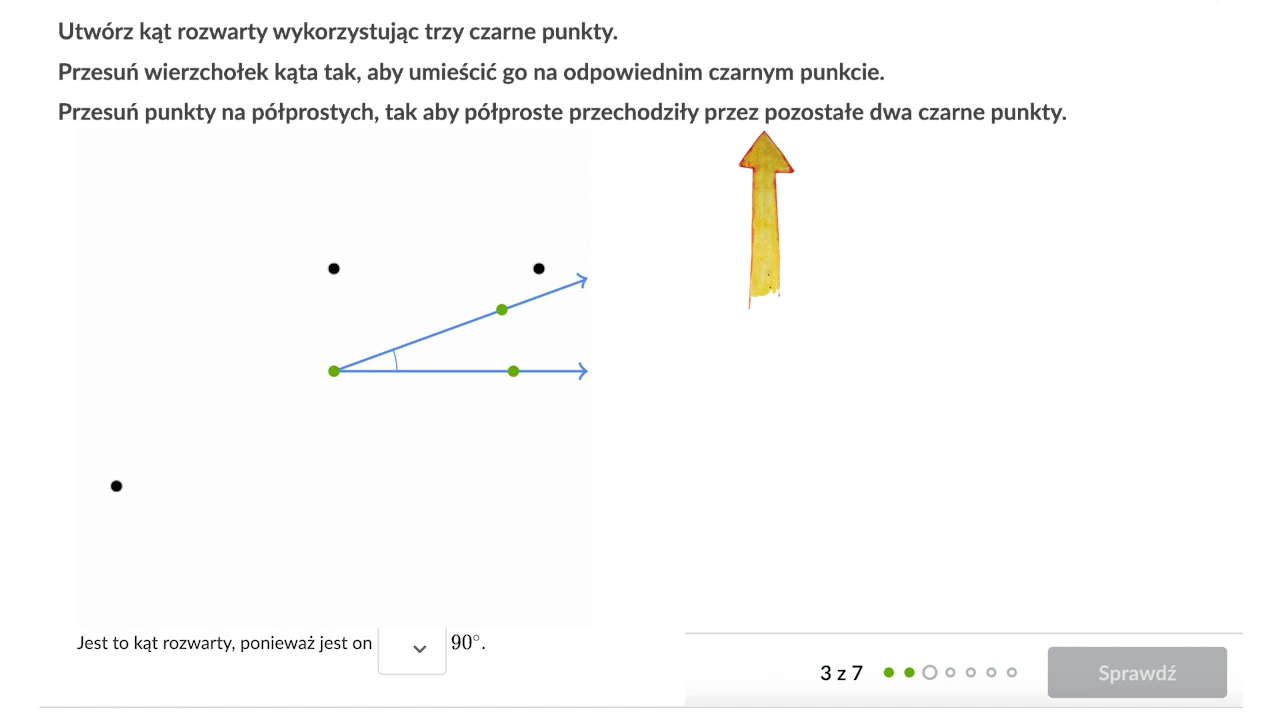 Utwórz kąt rozwarty wykorzystując trzy czarne punkty.
Przesuń wierzchołek kąta tak, aby umieścić go na odpowiednim czarnym punkcie.
Przesuń punkty na półprostych, tak aby półproste przechodziły przez pozostałe dwa czarne punkty.
Jest to kąt rozwarty, ponieważ jest on 90°.
3 z 7
Sprawdź